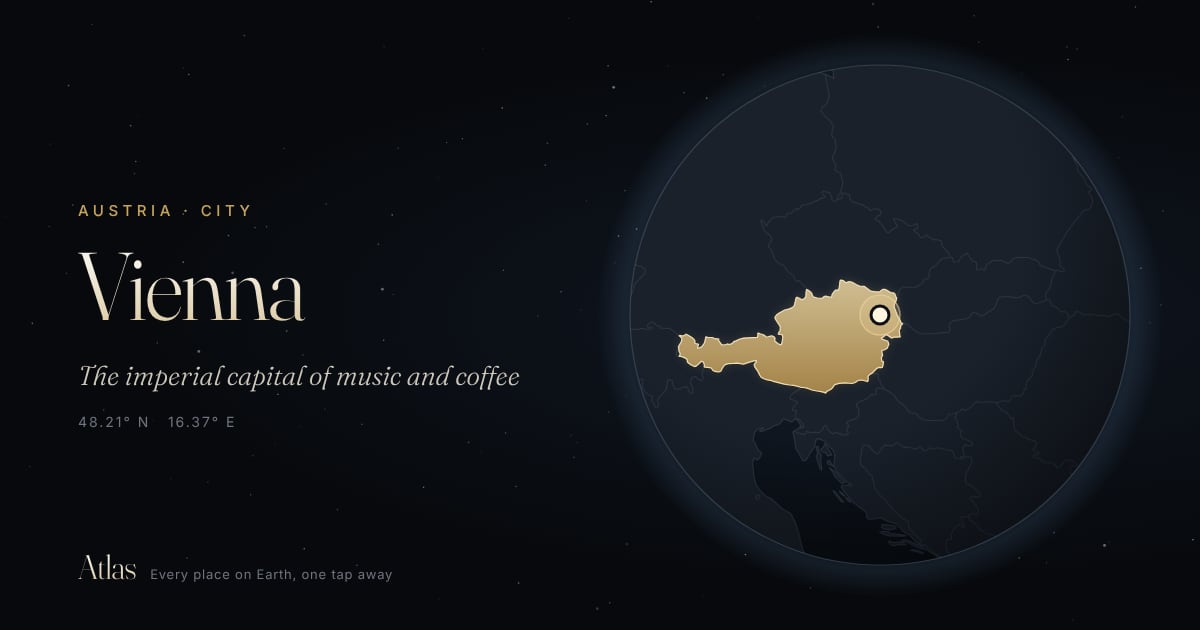 AUSTRIA · CITY
Vienna
The imperial capital of music and coffee
48.21° N 16.37° E
Atlas Every place on Earth, one tap away